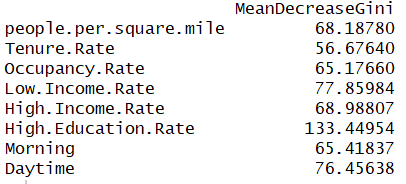 MeanDecreaseGini
people.per.square.mile 68.18780
Tenure.Rate 56.67640
Occupancy.Rate 65.17660
Low.Income.Rate 77.85984
High.Income.Rate 68.98807
High.Education.Rate 133.44954
Morning 65.41837
Daytime 76.45638